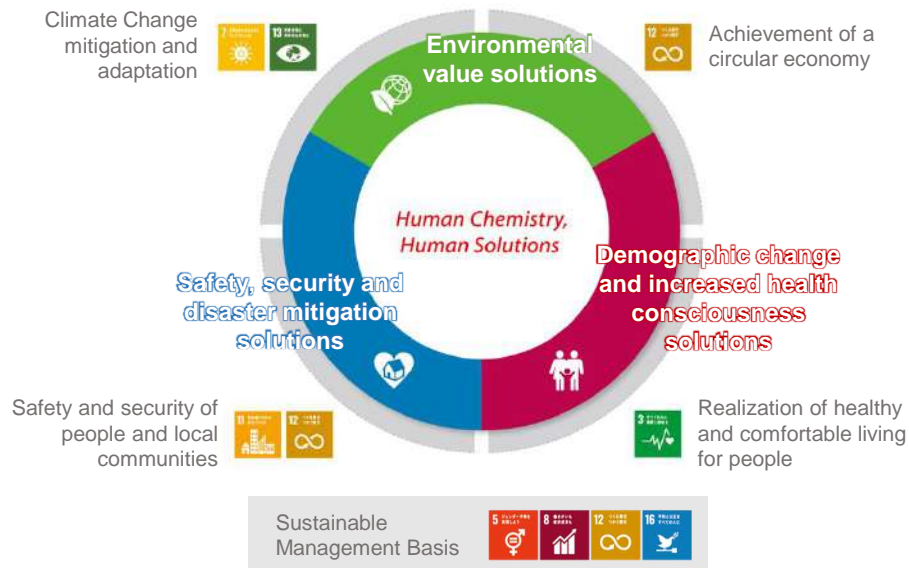 Climate Change
mitigation and
adaptation
7
13
Environmental
value solutions
12
Achievement of a
circular economy
Human Chemistry,
Human Solutions
Safety, security and
disaster mitigation
solutions
Demographic change
and increased health
consciousness
solutions
Safety and security of
people and local
communities
11
12
3
Realization of healthy
and comfortable living
for people
Sustainable
Management Basis
5
8
12
16